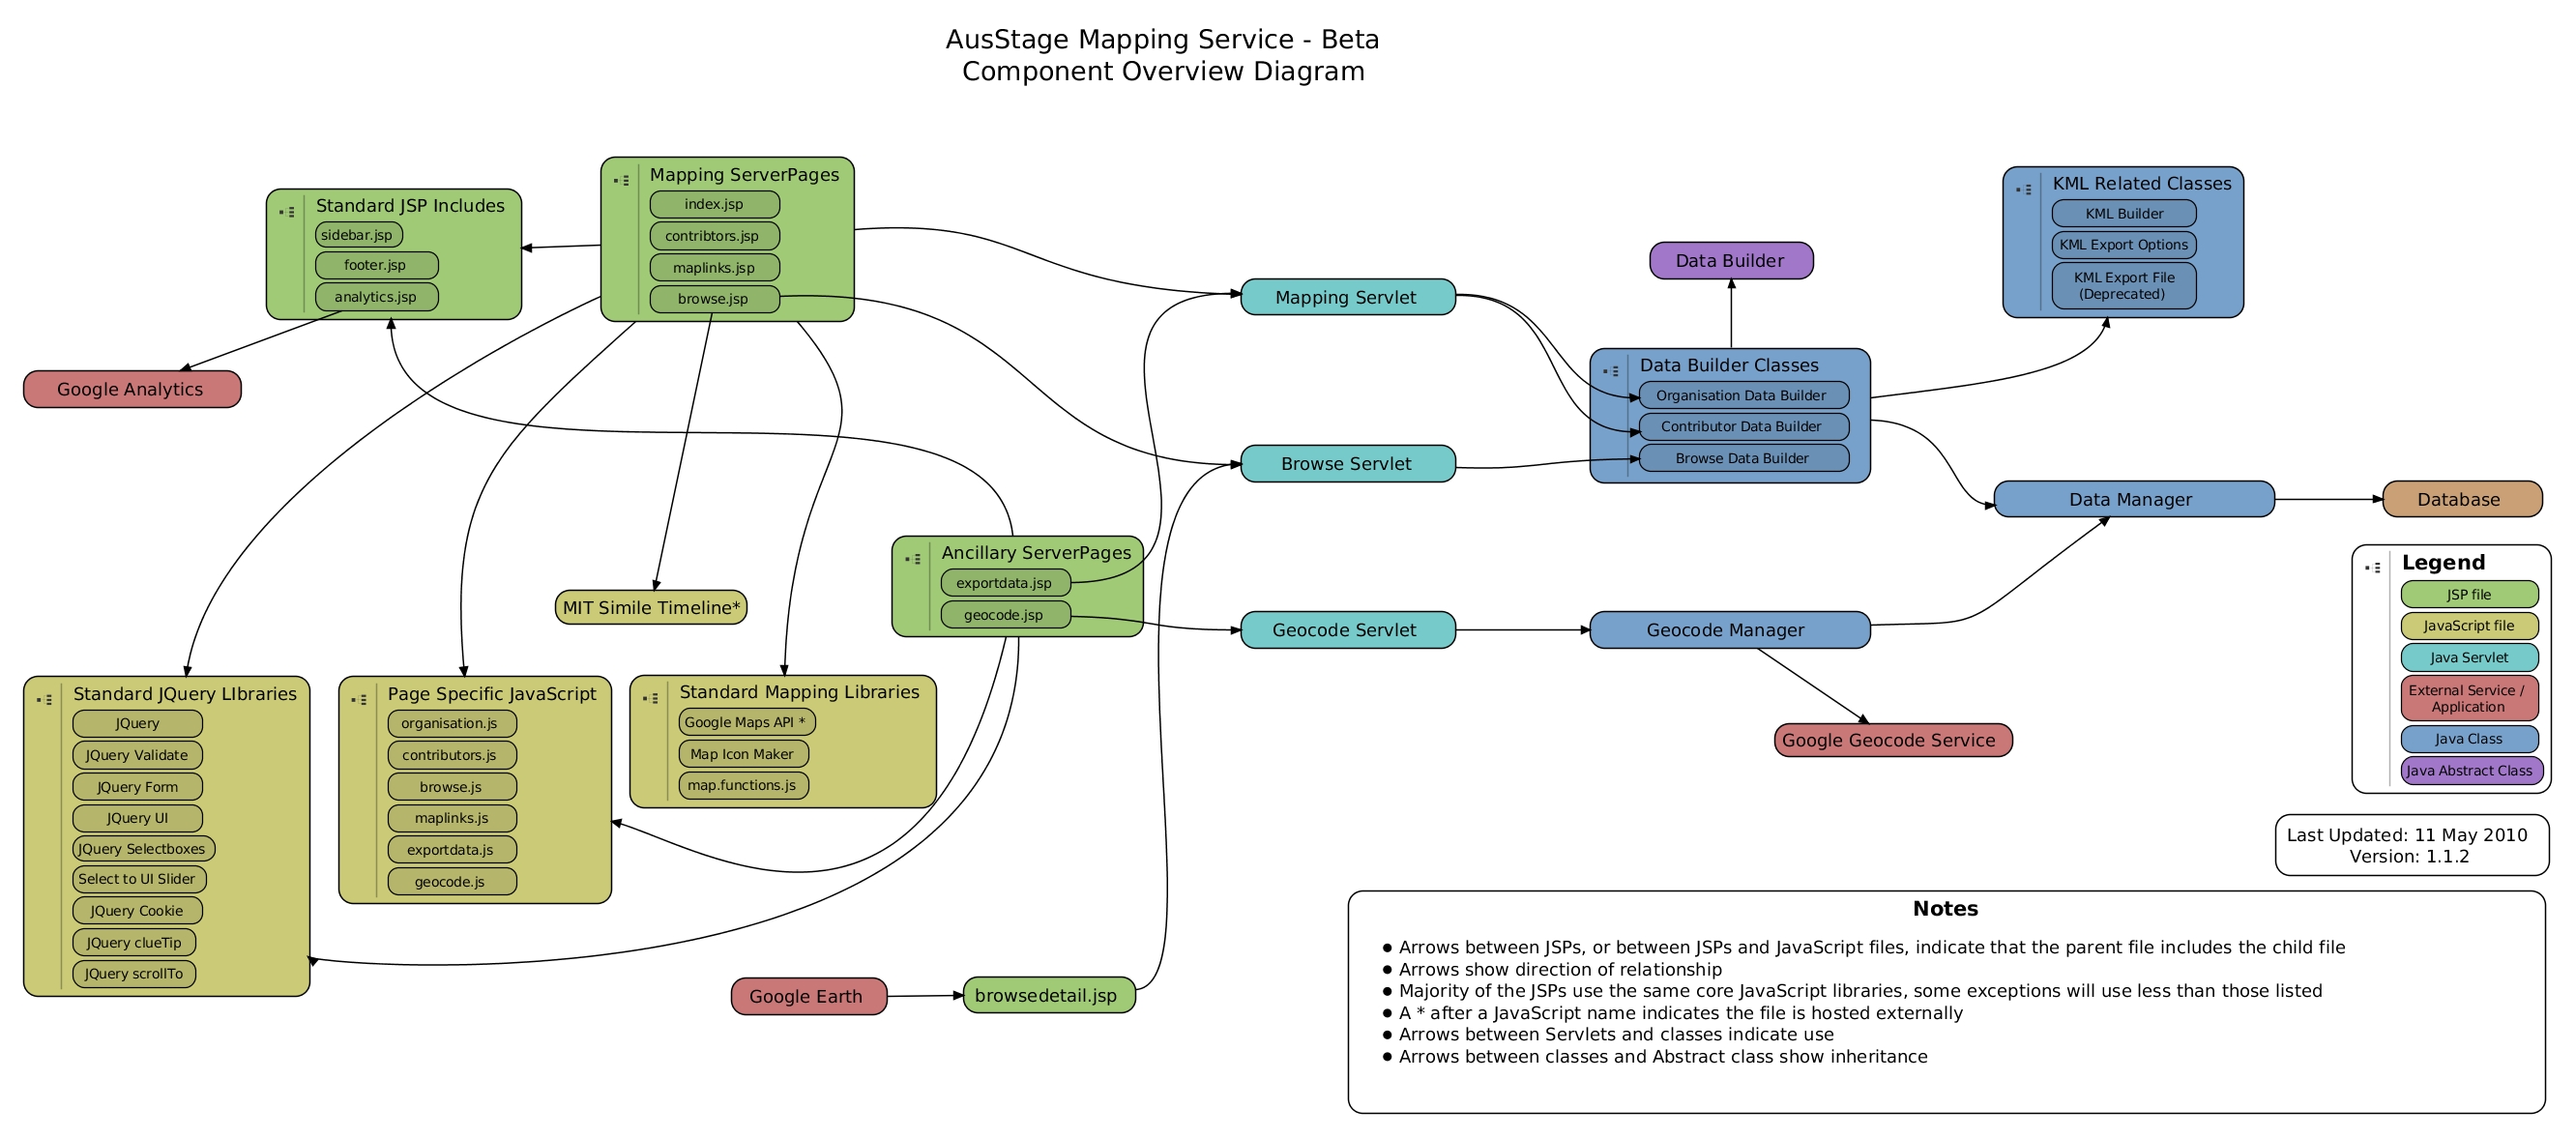 AusStage Mapping Service - Beta
Component Overview Diagram
Standard JSP Includes
sidebar.jsp
footer.jsp
analytics.jsp
Mapping ServerPages
index.jsp
contribtors.jsp
maplinks.jsp
browse.jsp
Google Analytics
Mapping Servlet
Browse Servlet
Data Builder
Data Builder Classes
Organisation Data Builder
Contributor Data Builder
Browse Data Builder
KML Related Classes
KML Builder
KML Export Options
KML Export File
(Deprecated)
Data Manager
Database
MIT Simile Timeline*
Ancillary ServerPages
exportdata.jsp
geocode.jsp
Geocode Servlet
Geocode Manager
Google Geocode Service
Standard JQuery LIbraries
JQuery
JQuery Validate
JQuery Form
JQuery UI
JQuery Selectboxes
Select to UI Slider
JQuery Cookie
JQuery clueTip
JQuery scrollTo
Page Specific JavaScript
organisation.js
contributors.js
browse.js
maplinks.js
exportdata.js
geocode.js
Standard Mapping Libraries
Google Maps API *
Map Icon Maker
map.functions.js
Google Earth
browsedetail.jsp
Legend
JSP file
JavaScript file
Java Servlet
External Service /
Application
Java Class
Java Abstract Class
Last Updated: 11 May 2010
Version: 1.1.2
Notes
● Arrows between JSPs, or between JSPs and JavaScript files, indicate that the parent file includes the child file
● Arrows show direction of relationship
● Majority of the JSPs use the same core JavaScript libraries, some exceptions will use less than those listed
● A * after a JavaScript name indicates the file is hosted externally
● Arrows between Servlets and classes indicate use
● Arrows between classes and Abstract class show inheritance